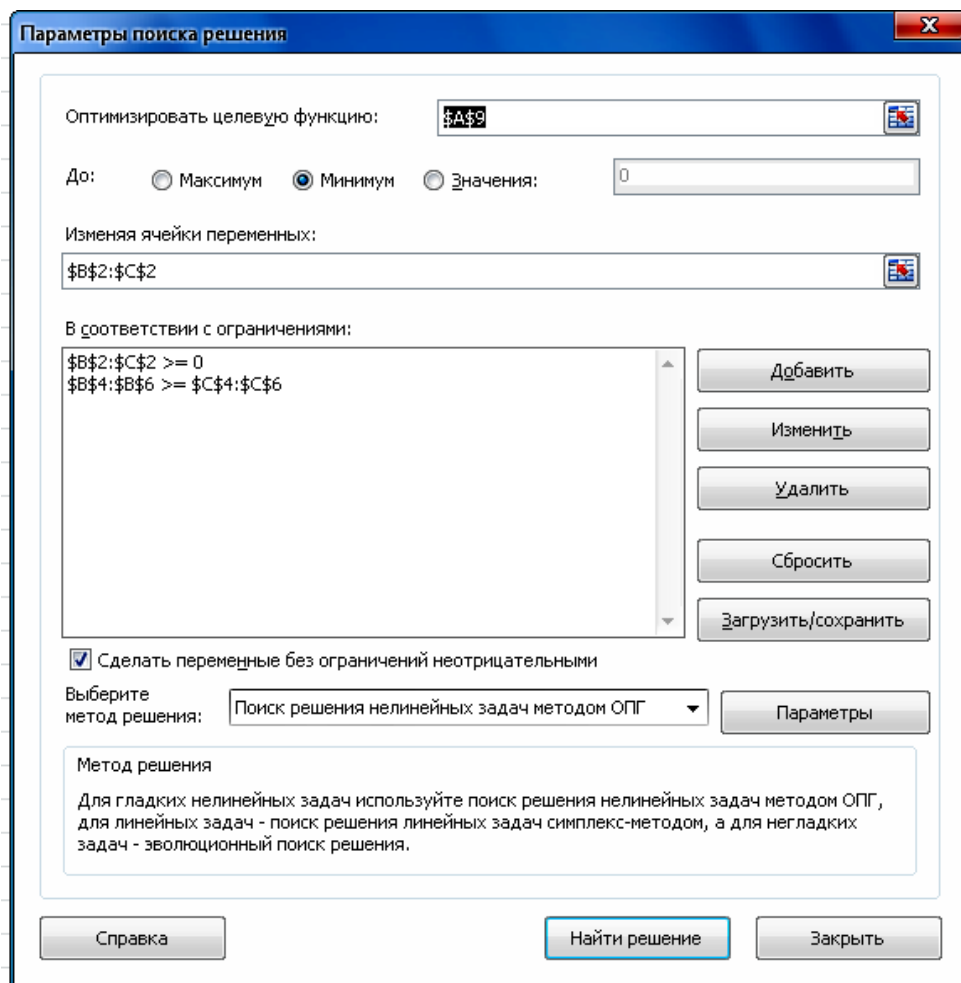 Параметры поиска решения
Оптимизировать целевую функцию: $A$9
До: Максимум Минимум Значения: 0
Изменяя ячейки переменных:
$B$2:$C$2
В соответствии с ограничениями:
$B$2:$C$2 >= 0
$B$4:$B$6 >= $C$4:$C$6
Добавить
Изменить
Удалить
Сбросить
Загрузить/сохранить
Сделать переменные без ограничений неотрицательными
Выберите
метод решения: Поиск решения нелинейных задач методом ОПГ Параметры
Метод решения
Для гладких нелинейных задач используйте поиск решения нелинейных задач методом ОПГ,
для линейных задач - поиск решения линейных задач симплекс-методом, а для негладких
задач - эволюционный поиск решения.
Справка Найти решение Закрыть